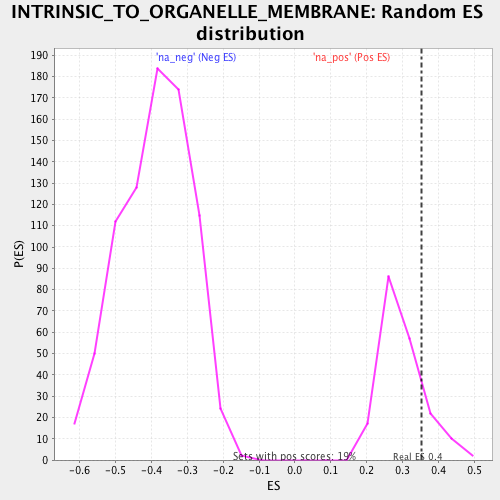 INTRINSIC_TO_ORGANELLE_MEMBRANE: Random ES
distribution
'na_neg' (Neg ES)
'na_pos' (Pos ES)
190
180
170
160
150
140
130
120
110
100
90
80
70
60
50
40
30
20
10
0
P(ES)
Sets with pos scores: 19%
Real ES 0.4
-0.6 -0.5 -0.4 -0.3 -0.2 -0.1 0.0 0.1 0.2 0.3 0.4 0.5
ES